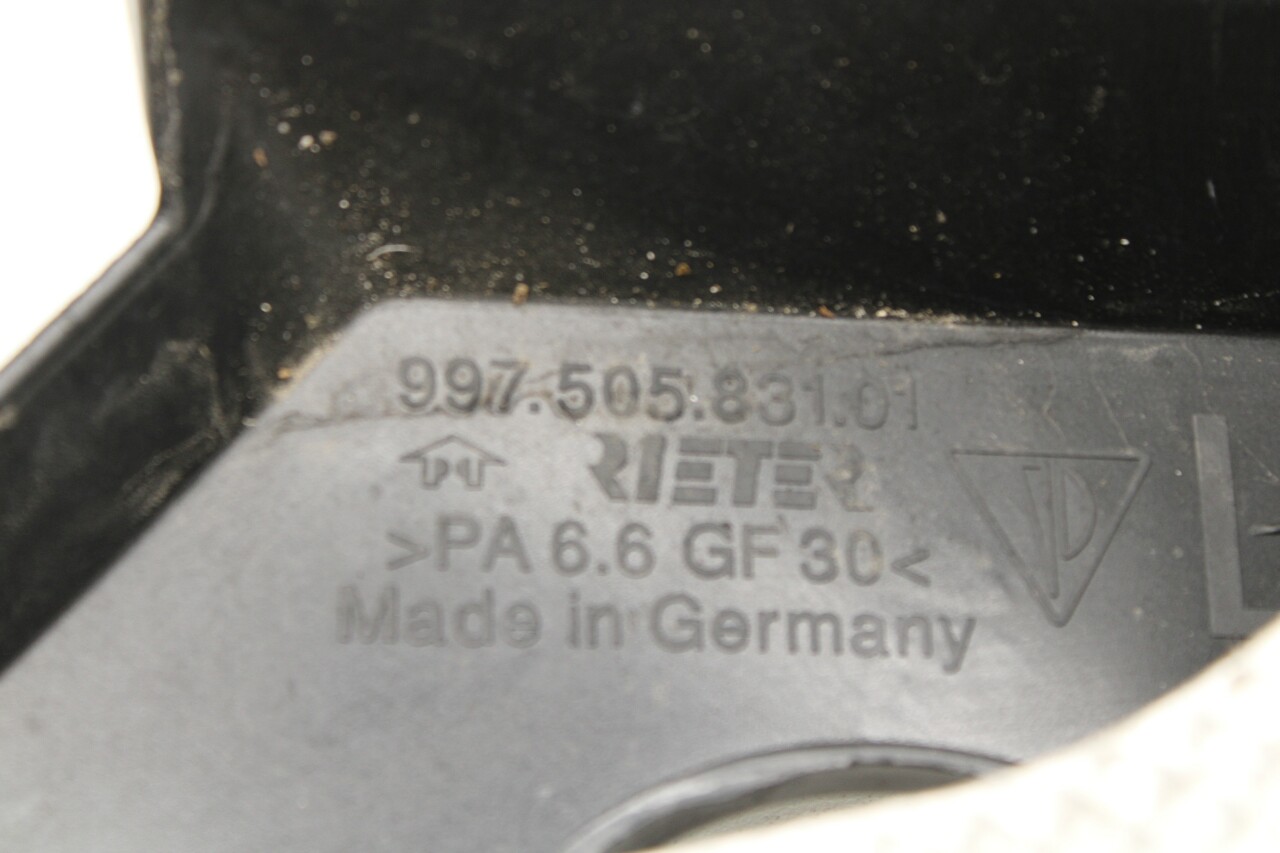 997.505.831.01
RIETER
>PA 6.6 GF 30<
Made in Germany